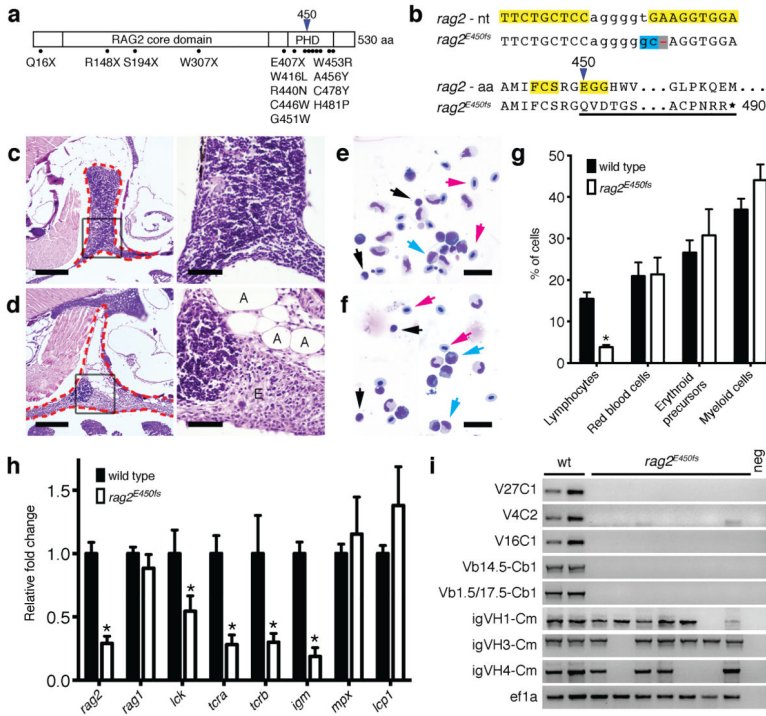 a
450
RAG2 core domain PHD 530 aa
Q16X R148X S194X W307X E407X W453R
W416L A456Y
R440N C478Y
C446W H481P
G451W
b
rag2 - nt TTCTGCTCCaggggtGAAGGTGGA
rag2E450fs TTCTGCTCCagggggc–AGGTGGA
450
rag2 - aa AMIFCSRGEGGHWV...GLPKQEM...
rag2E450fs AMIFCSRGQVDTGS...ACPNRR★ 490
c
d
A
A A
E
e
f
g
wild type
rag2E450fs
% of cells
50
40
30
20
10
0
*
Lymphocytes
Red blood cells
Erythroid precursors
Myeloid cells
h
wild type
rag2E450fs
Relative fold change
1.5
1.0
0.5
0.0
* * * * *
rag2 rag1 lck tcra tcrb igm mpx lcp1
i
wt rag2E450fs neg
V27C1
V4C2
V16C1
Vb14.5-Cb1
Vb1.5/17.5-Cb1
igVH1-Cm
igVH3-Cm
igVH4-Cm
ef1a